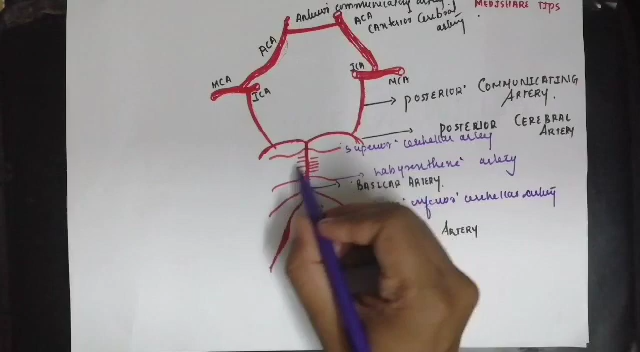 Anterior communicating artery.
MEDISHARE TIPS
ACA
ACA
(Anterior cerebral
artery.
MCA
ICA
ICA
MCA
POSTERIOR COMMUNICATING
ARTERY.
POSTERIOR CEREBRAL
ARTERY
superior cerebellar artery
Labyrinthine artery
BASILAR ARTERY.
inferior cerebellar artery
ARTERY